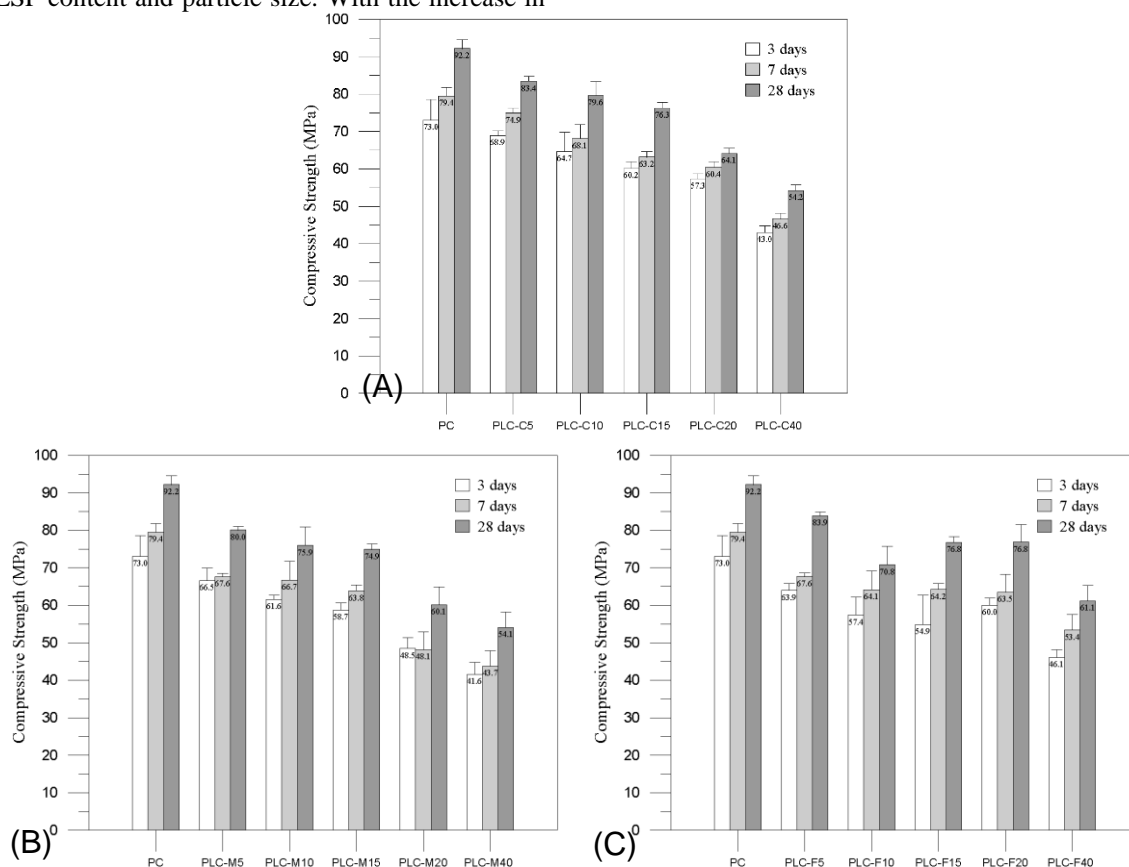 LSP content and particle size. With the increase in
100
90
80
70
60
50
40
30
20
10
0
Compressive Strength (MPa)
3 days
7 days
28 days
73.0 79.4 92.2
68.9 74.9 83.4
64.7 68.1 79.6
60.2 63.2 76.3
57.3 60.4 64.1
43.0 46.6 54.2
(A)
PC PLC-C5 PLC-C10 PLC-C15 PLC-C20 PLC-C40
100
90
80
70
60
50
40
30
20
10
0
Compressive Strength (MPa)
3 days
7 days
28 days
73.0 79.4 92.2
66.5 67.6 80.0
61.6 66.7 75.9
58.7 63.8 74.9
48.5 48.1 60.1
41.6 43.7 54.1
(B)
PC PLC-M5 PLC-M10 PLC-M15 PLC-M20 PLC-M40
100
90
80
70
60
50
40
30
20
10
0
Compressive Strength (MPa)
3 days
7 days
28 days
73.0 79.4 92.2
63.9 67.6 83.9
57.4 64.1 70.8
54.9 64.2 76.8
60.0 63.5 76.8
46.1 53.4 61.1
(C)
PC PLC-F5 PLC-F10 PLC-F15 PLC-F20 PLC-F40